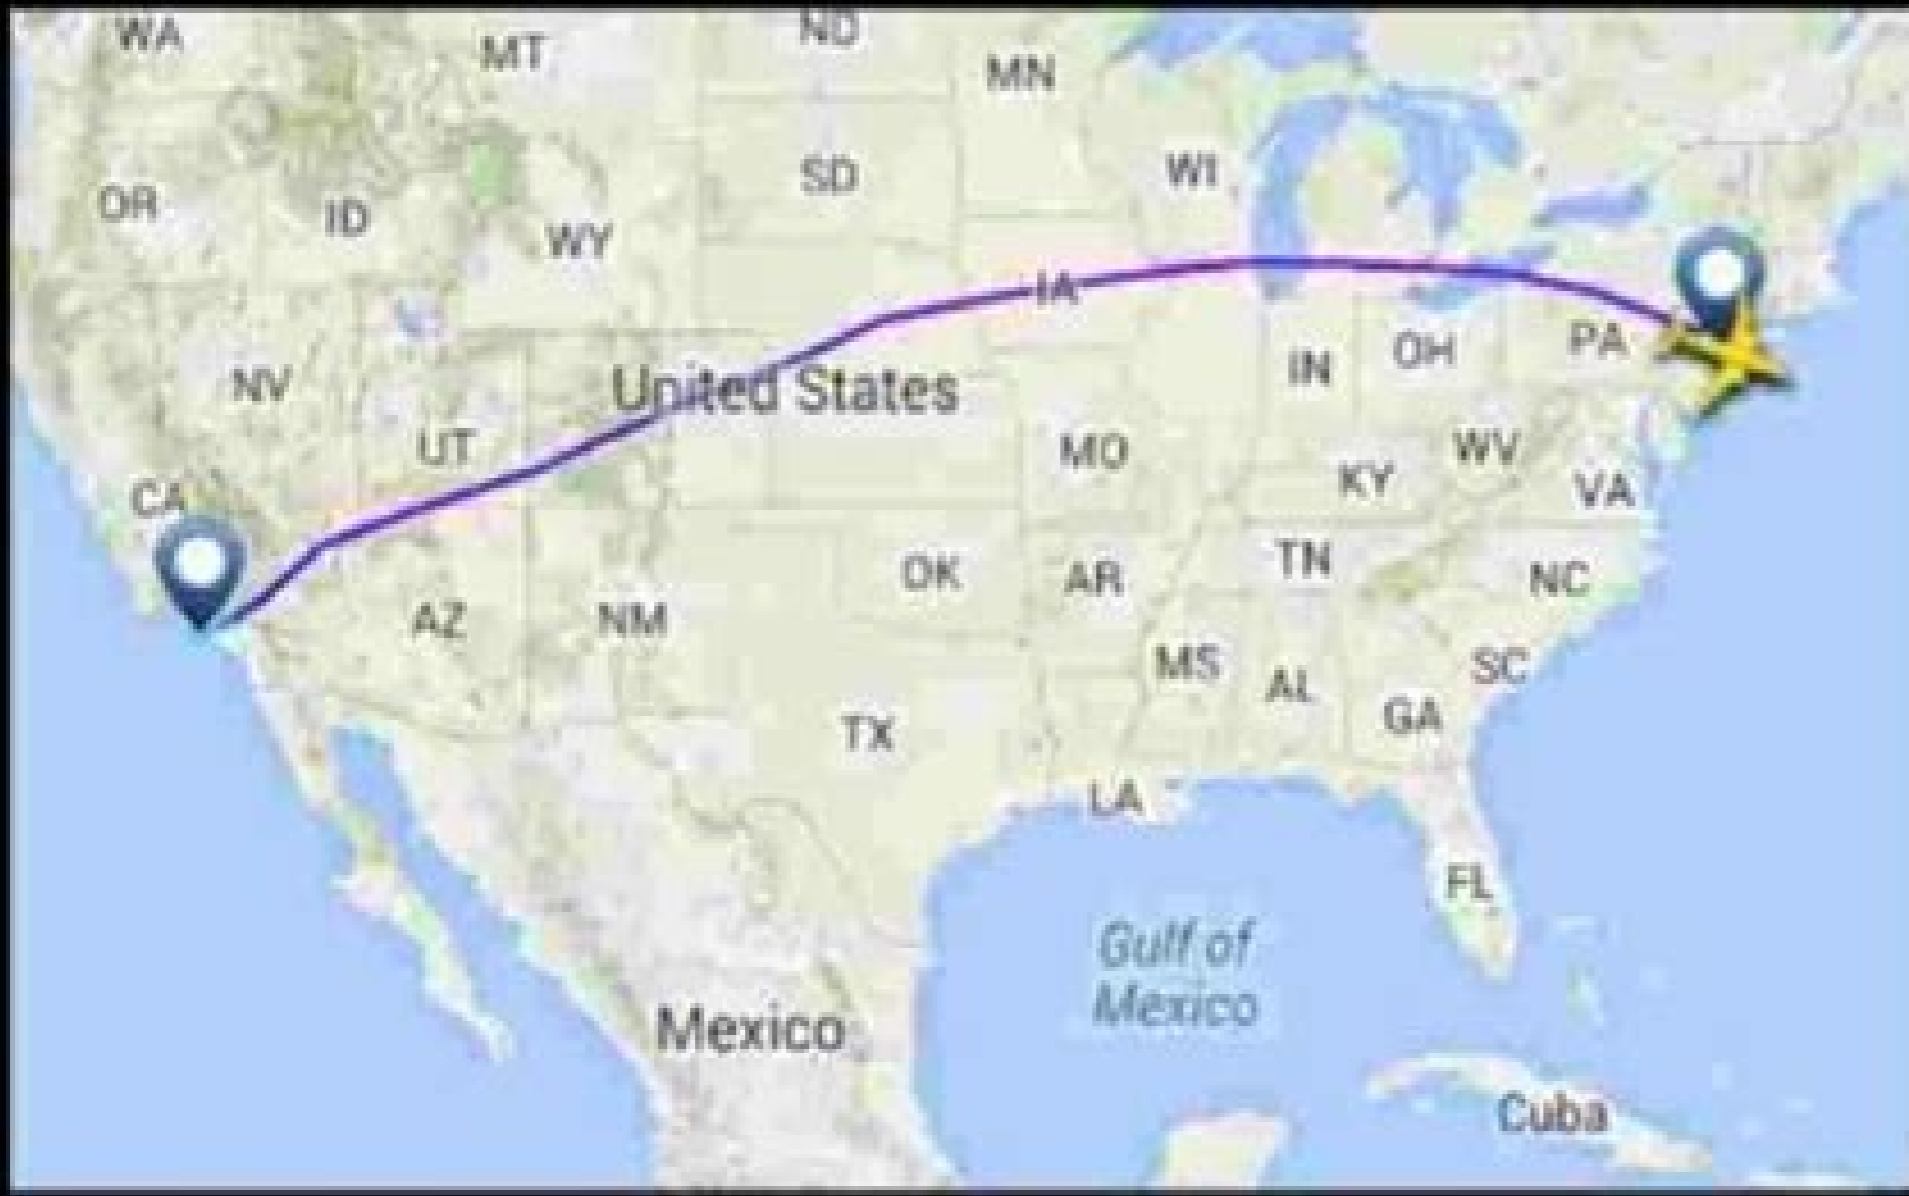 WA
MT
ND
MN
OR
ID
WY
SD
WI
IA
NV
UT
United States
IN
OH
PA
CA
MO
KY
WV
VA
AZ
NM
OK
AR
TN
NC
TX
MS
AL
GA
SC
LA
FL
Gulf of
Mexico
Mexico
Cuba